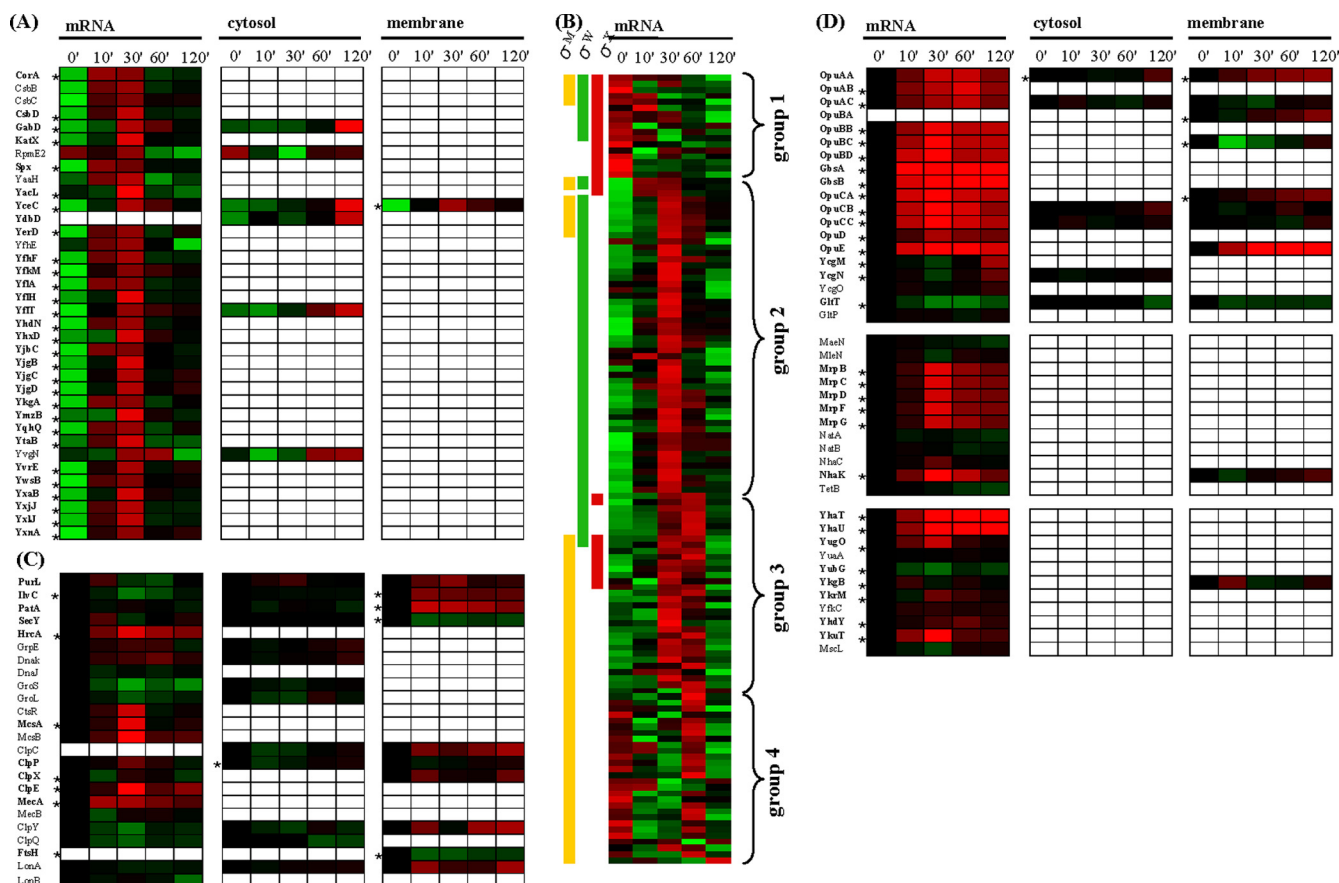 (A)
mRNA
cytosol
membrane
0' 10' 30' 60' 120'
0' 10' 30' 60' 120'
0' 10' 30' 60' 120'
CorA *
CsbB
CsbC
CsbD *
GabD *
KatX *
RpmE2
Spx *
YaaH
YacL *
YceC * *
YdbD
YerD *
YfhE
YfhF *
YfkM *
YflA *
YflH *
YflT *
YhdN *
YhxD *
YjbC *
YjgB *
YjgC *
YjgD *
YkgA *
YmzB *
YqhQ *
YtaB *
YvgN
YvrE *
YwsB *
YxaB *
YxjJ *
YxlJ *
YxnA *
(B)
mRNA
σM
σW
σX
0' 10' 30' 60' 120'
group 1
group 2
group 3
group 4
(C)
PurL
IlvC * *
PatA *
SecY *
HrcA *
GrpE
Dnak
DnaJ
GroS
GroL
CtsR
McsA *
McsB
ClpC
ClpP *
ClpX *
ClpE *
MecA *
MecB
ClpY
ClpQ
FtsH * *
LonA
LonB
(D)
mRNA
cytosol
membrane
0' 10' 30' 60' 120'
0' 10' 30' 60' 120'
0' 10' 30' 60' 120'
OpuAA * *
OpuAB *
OpuAC *
OpuBA *
OpuBB *
OpuBC * *
OpuBD *
GbsA *
GbsB *
OpuCA * *
OpuCB *
OpuCC *
OpuD *
OpuE *
YcgM *
YcgN *
YcgO
GltT *
GltP
MaeN
MleN
MrpB *
MrpC *
MrpD *
MrpF *
MrpG *
NatA
NatB
NhaC
NhaK *
TetB
YhaT *
YhaU *
YugO *
YuaA
YubG *
YkgB
YkrM *
YfkC
YhdY *
YkuT *
MscL